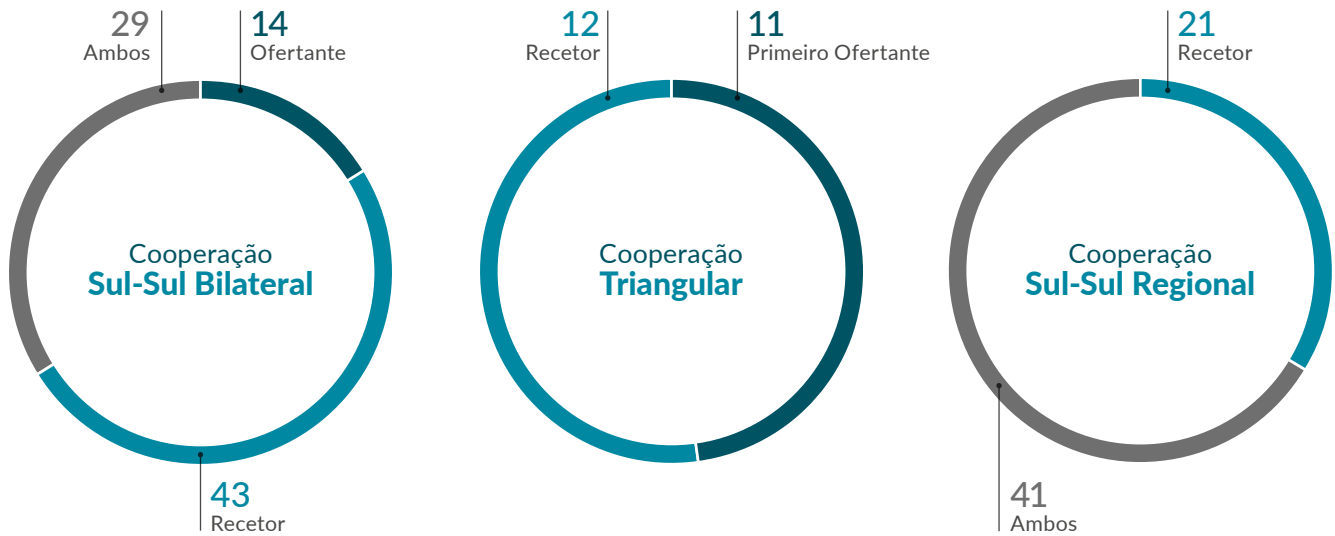 29
Ambos
14
Ofertante
Cooperação
Sul-Sul Bilateral
43
Recetor
12
Recetor
11
Primeiro Ofertante
Cooperação
Triangular
21
Recetor
Cooperação
Sul-Sul Regional
41
Ambos